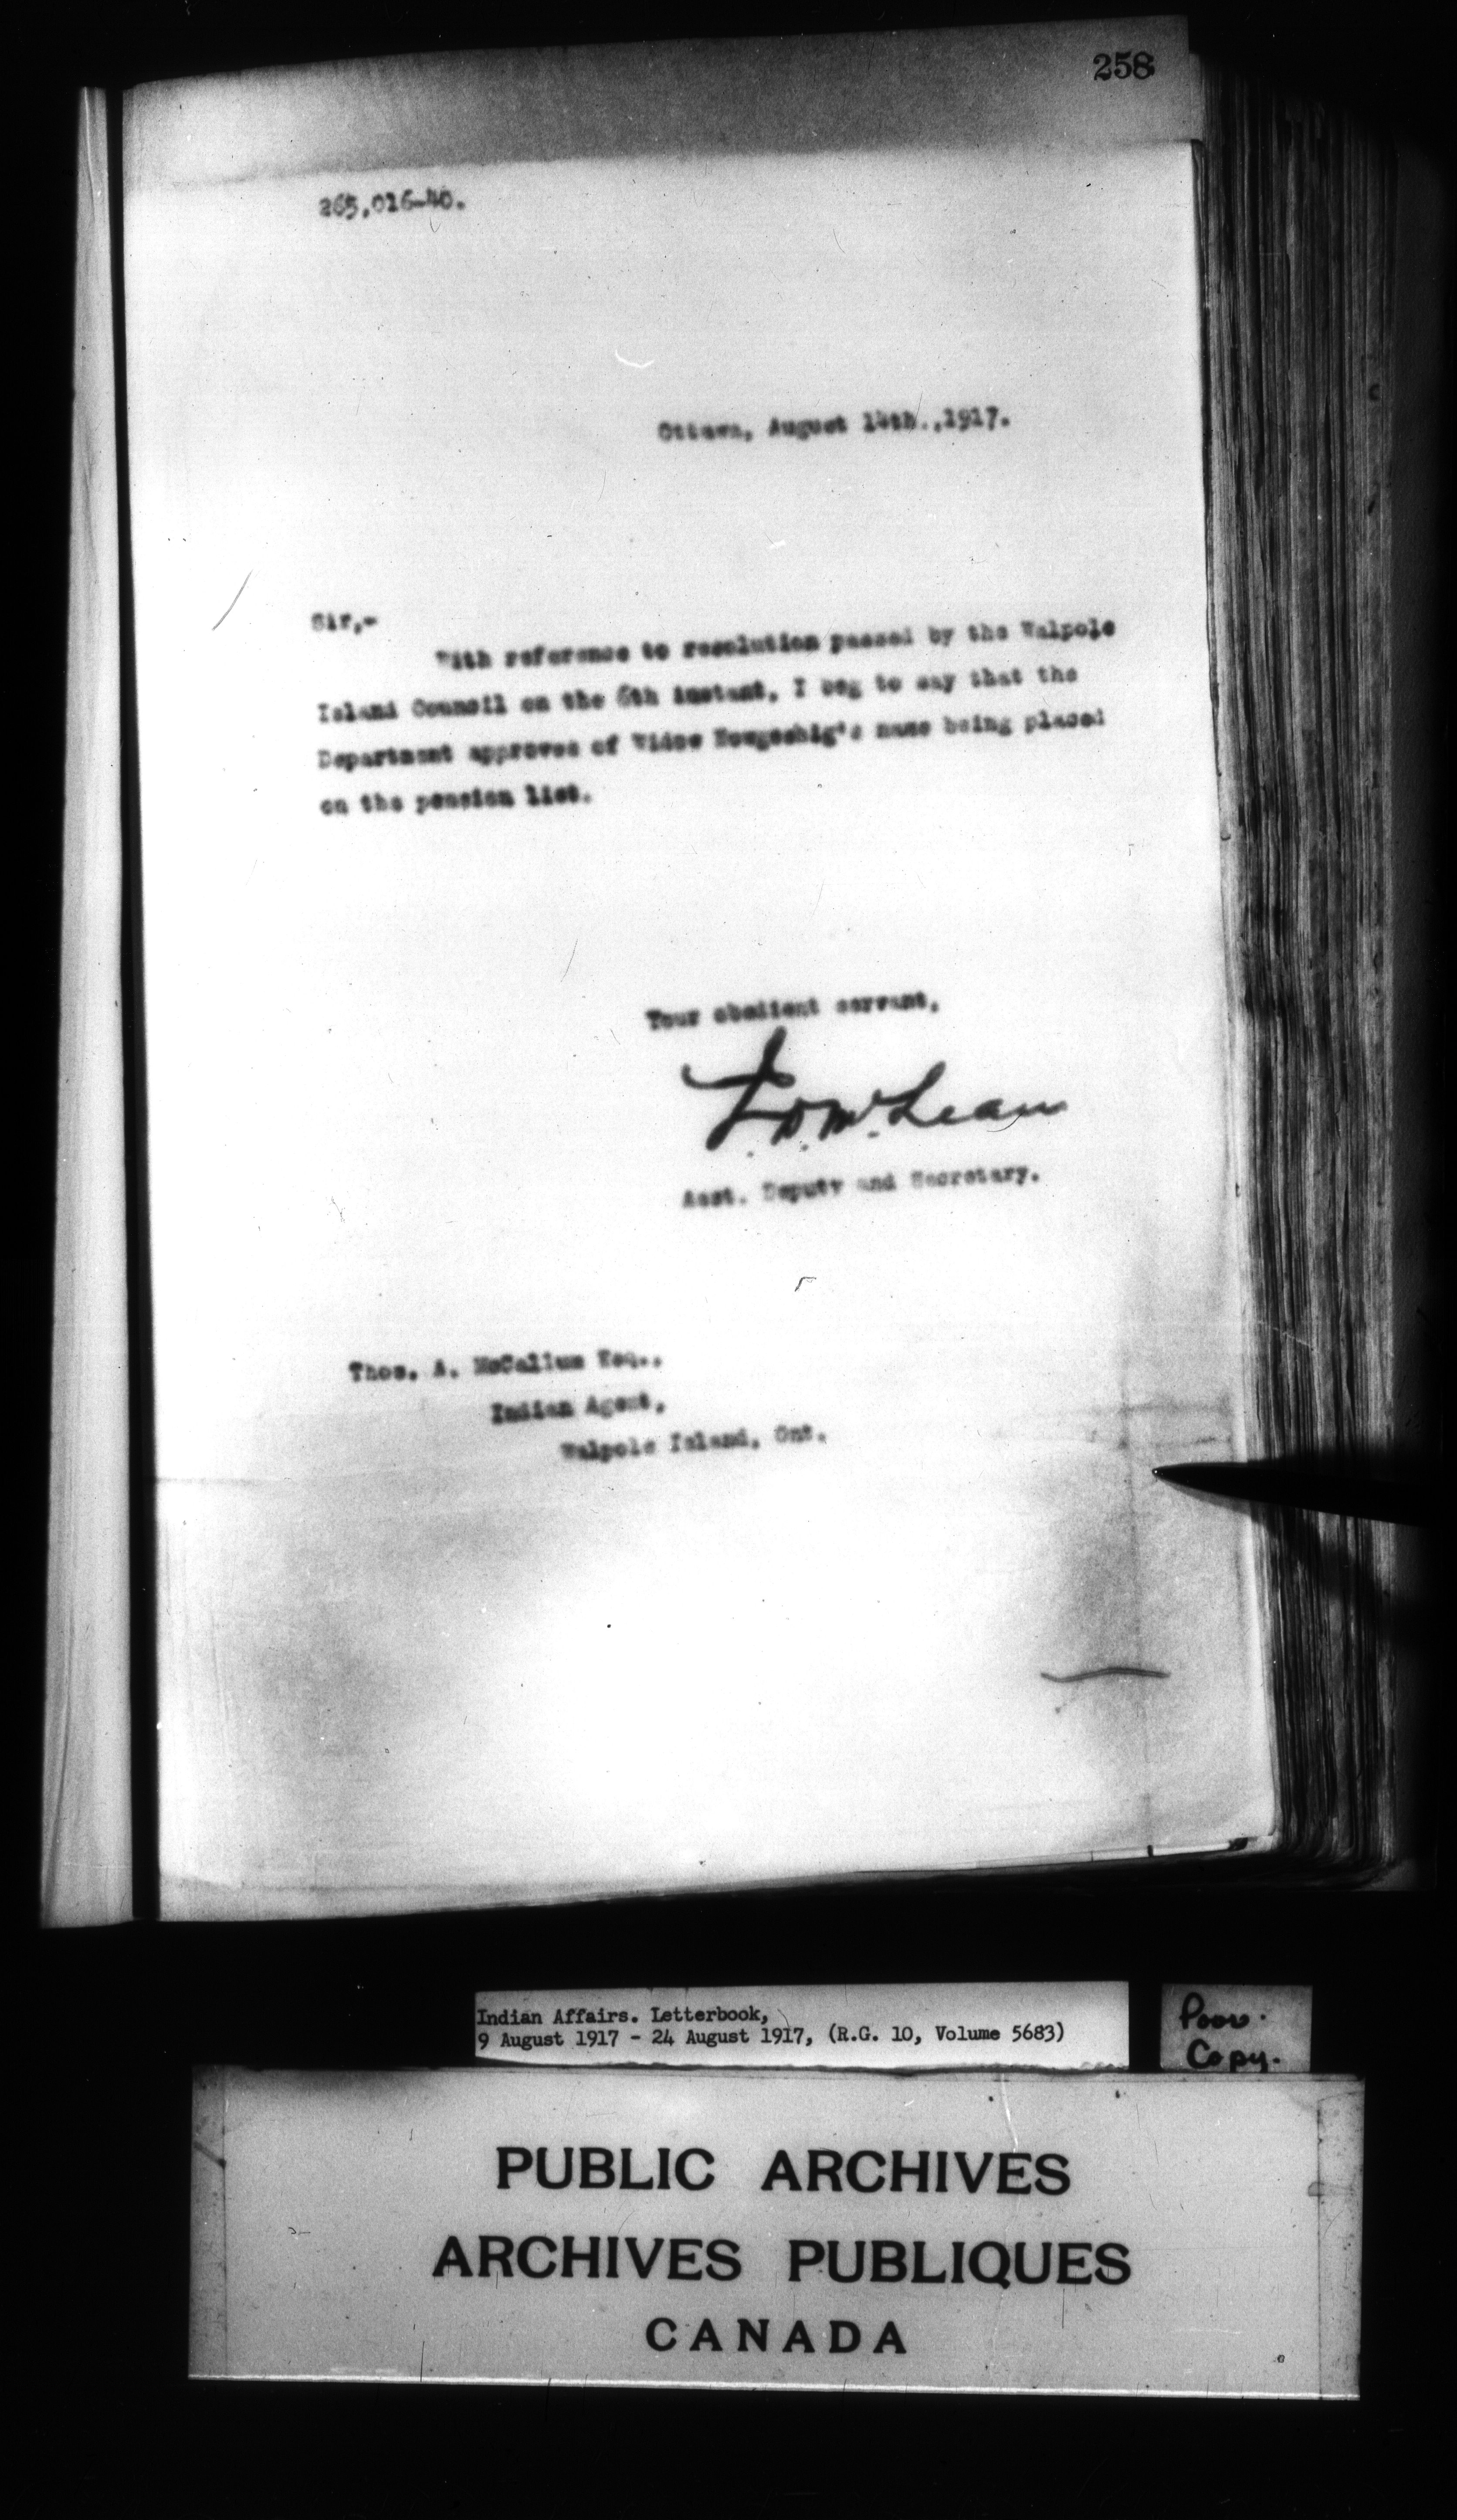 258
265,016-40.
Ottawa, August 14th.,1917.
Sir,-
With reference to resolution passed by the Walpole
Island Council on the 6th instant, I beg to say that the
Department approves of Widow name being placed
on the pension list.
Your obedient servant,
J.D.McLean
Asst. Deputy and Secretary.
Thos. A. McCallum Esq.,
Indian Agent,
Walpole Island, Ont.
Indian Affairs. Letterbook,
9 August 1917 - 24 August 1917, (R.G. 10, Volume 5683)
Poor.
Copy.
PUBLIC ARCHIVES
ARCHIVES PUBLIQUES
CANADA